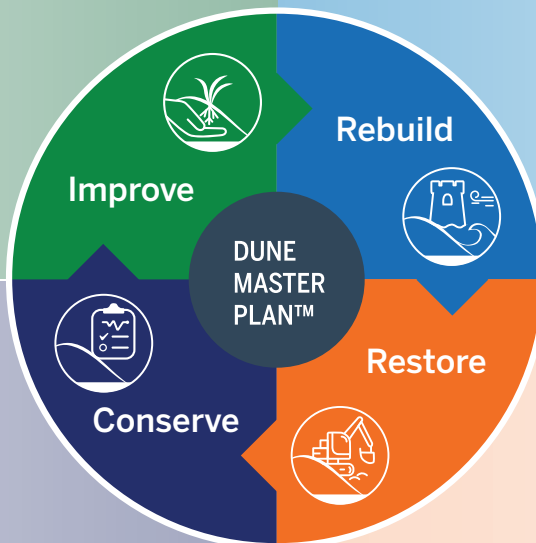 Rebuild
Improve
DUNE
MASTER
PLAN™
Restore
Conserve